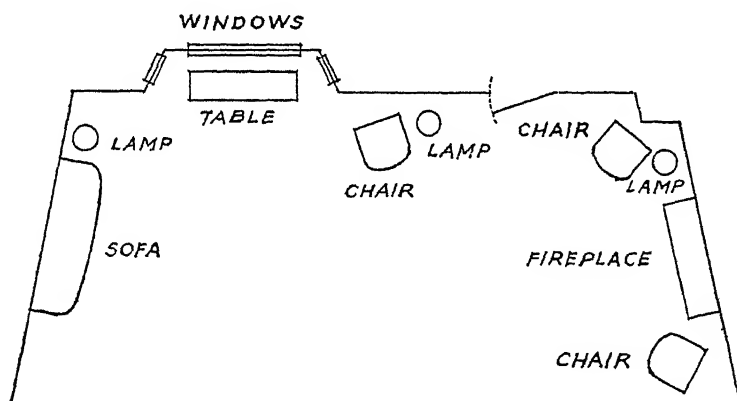 WINDOWS
TABLE
CHAIR
LAMP
LAMP
CHAIR
LAMP
SOFA
FIREPLACE
CHAIR